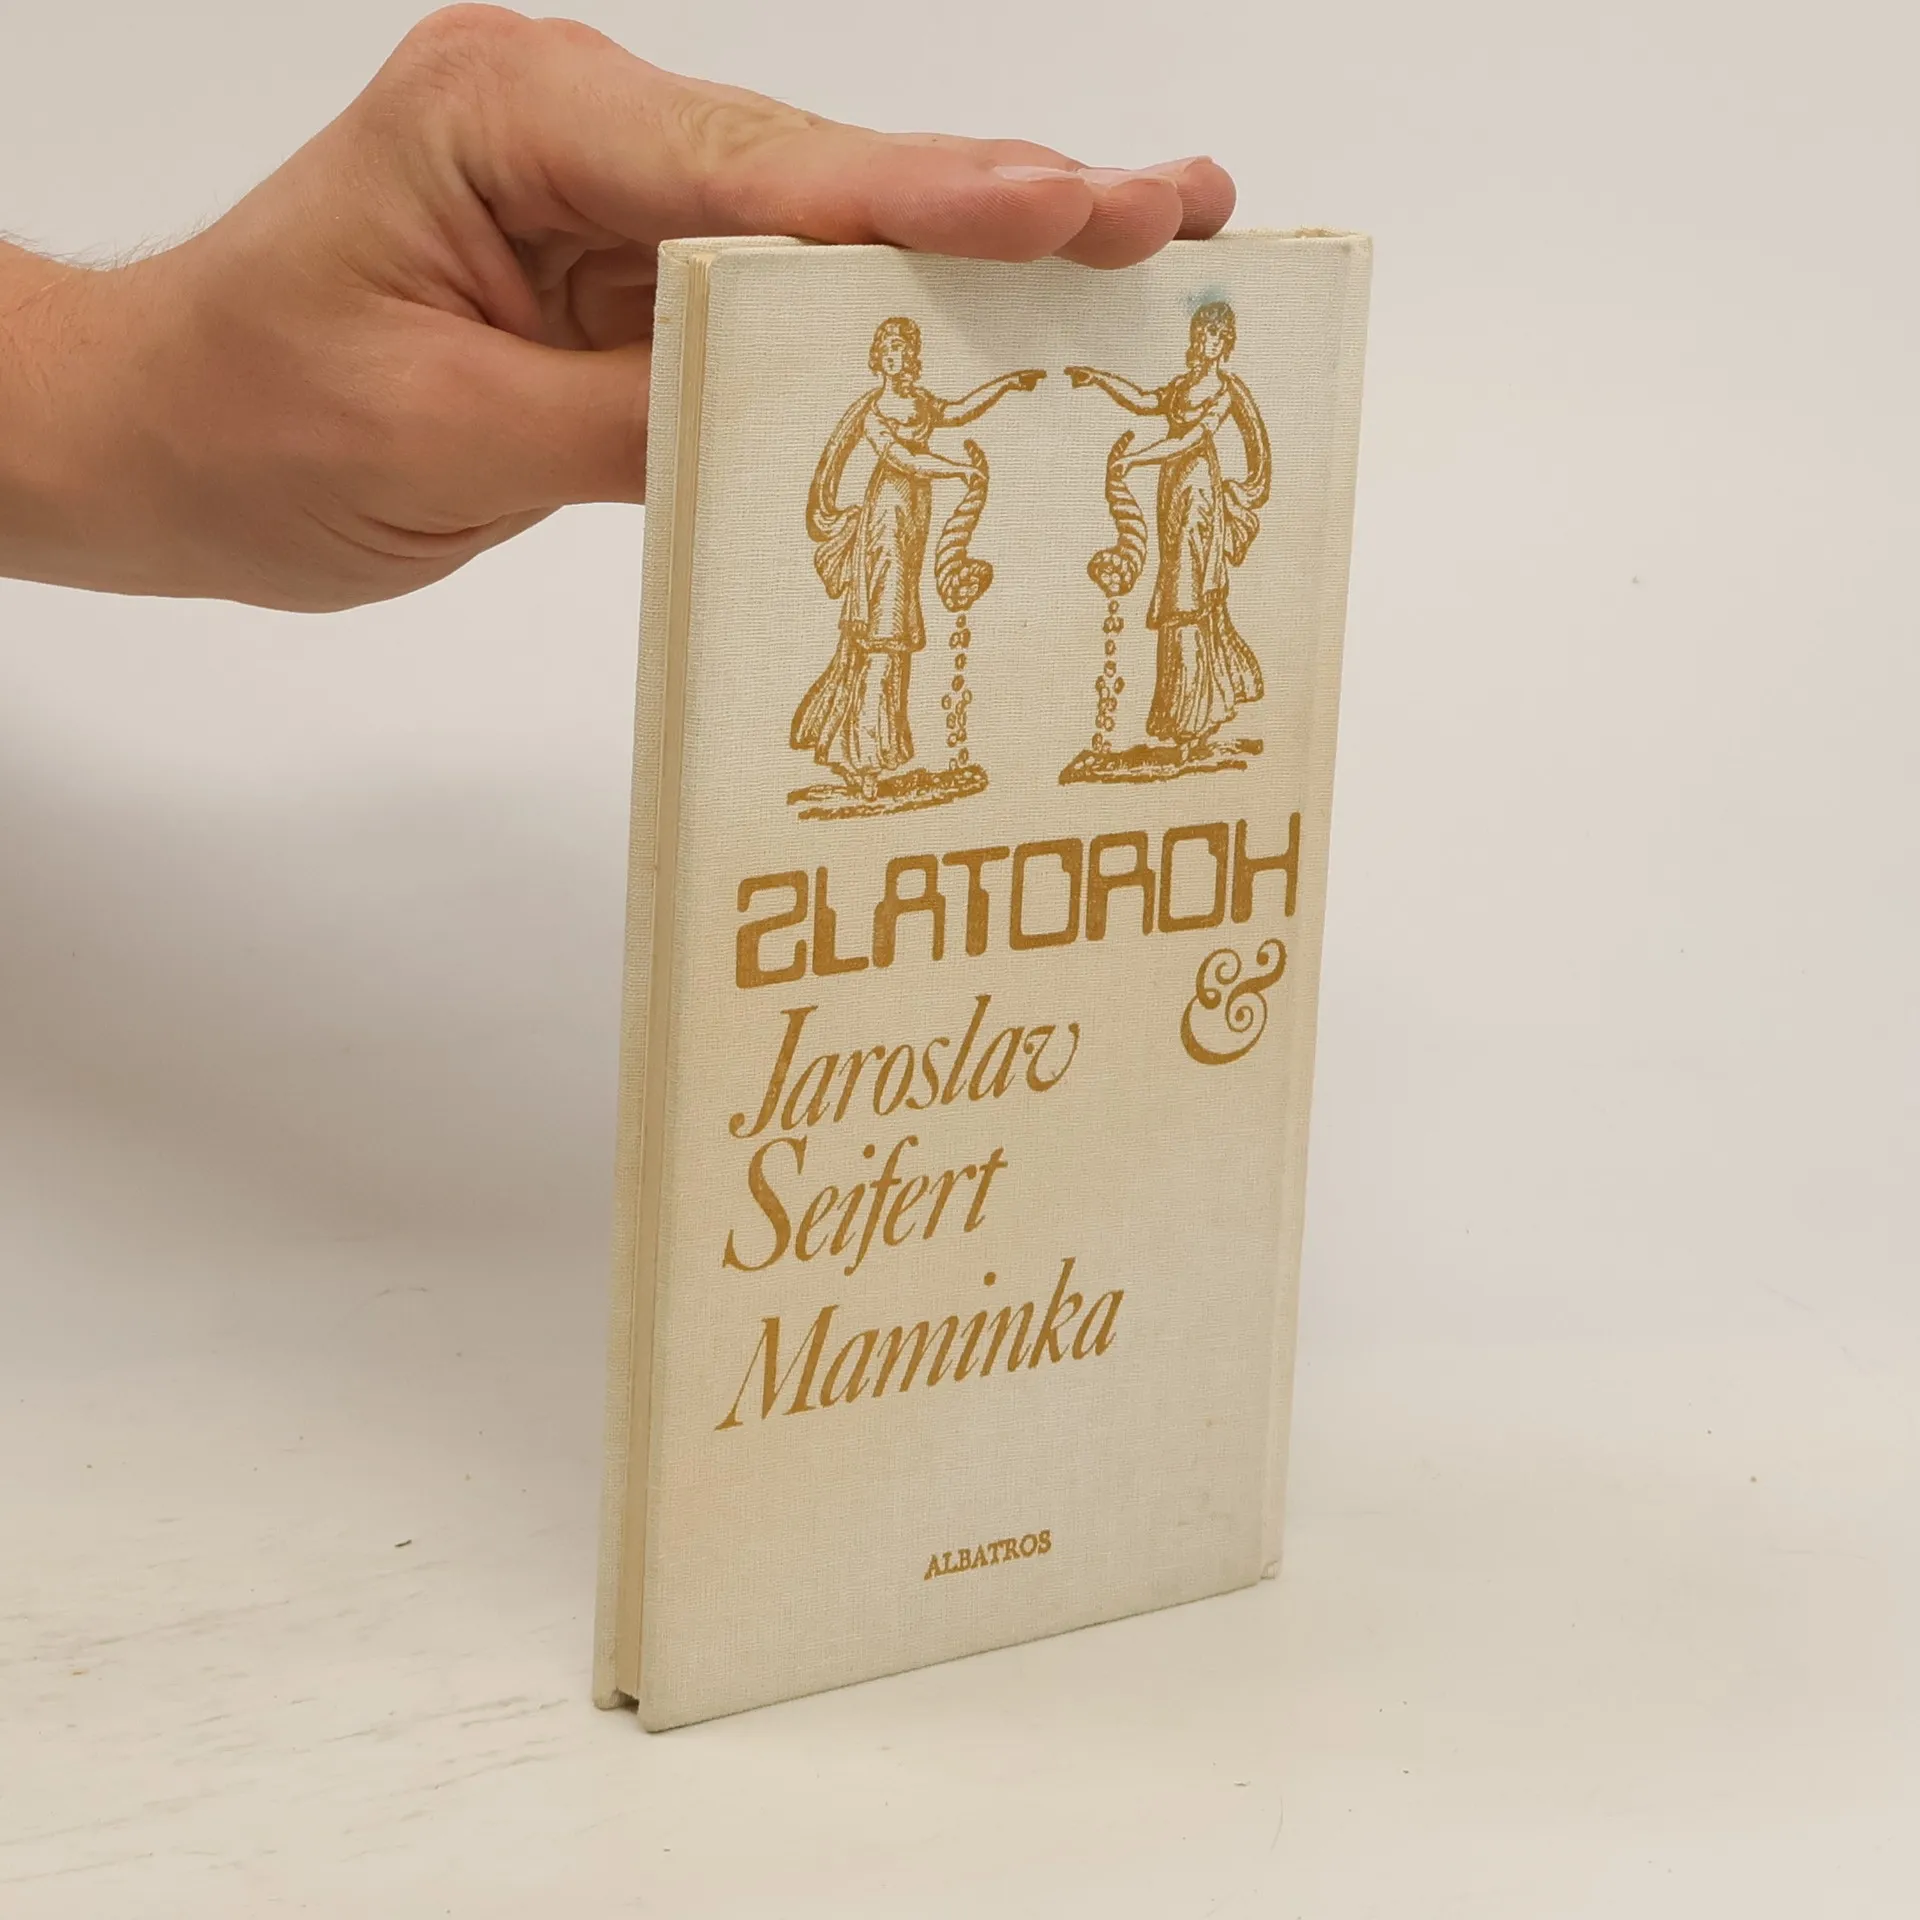 ZLATOROH
&
Jaroslav
Seifert
Maminka
ALBATROS